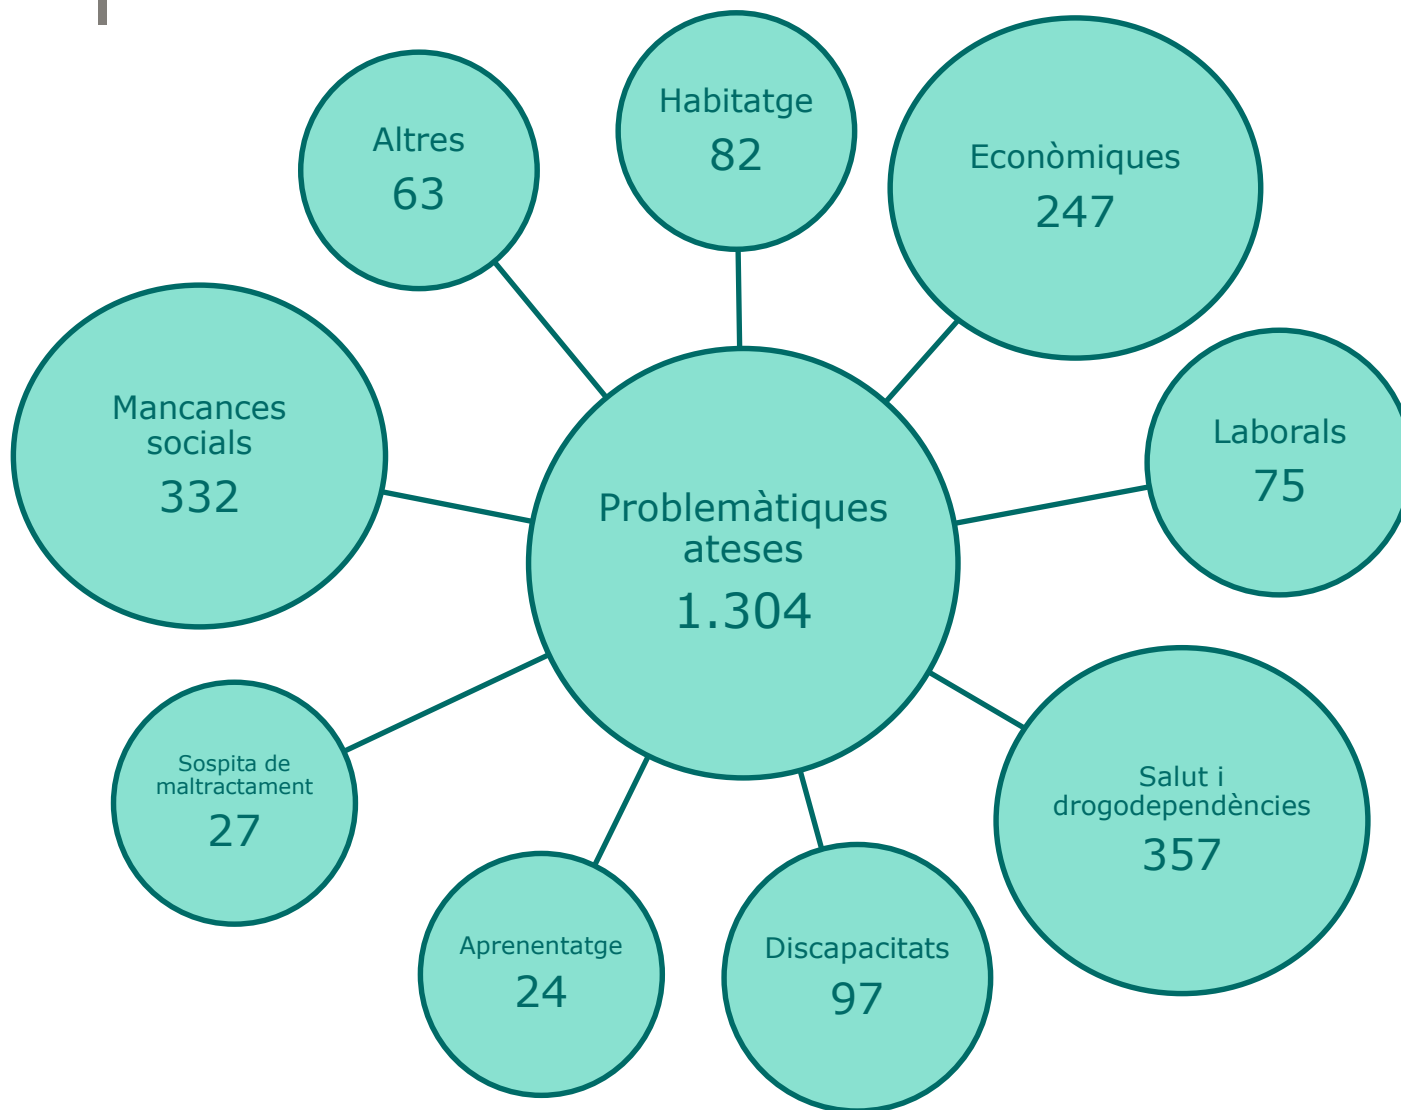 Habitatge
82
Altres
63
Econòmiques
247
Mancances
socials
332
Laborals
75
Problemàtiques
ateses
1.304
Sospita de
maltractament
27
Salut i
drogodependències
357
Aprenentatge
24
Discapacitats
97